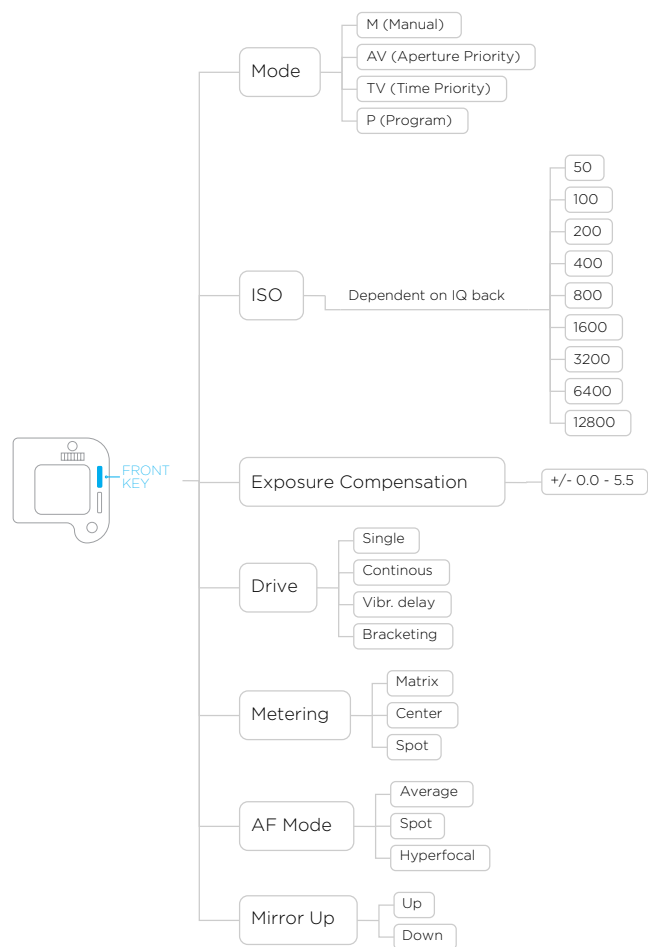 FRONT
KEY
Mode
M (Manual)
AV (Aperture Priority)
TV (Time Priority)
P (Program)
ISO
Dependent on IQ back
50
100
200
400
800
1600
3200
6400
12800
Exposure Compensation
+/- 0.0 - 5.5
Drive
Single
Continous
Vibr. delay
Bracketing
Metering
Matrix
Center
Spot
AF Mode
Average
Spot
Hyperfocal
Mirror Up
Up
Down